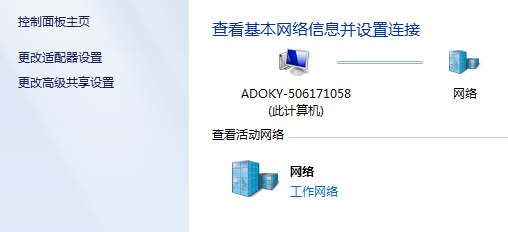 控制面板主页
更改适配器设置
更改高级共享设置
查看基本网络信息并设置连接
ADOKY-506171058
(此计算机)
网络
查看活动网络
网络
工作网络